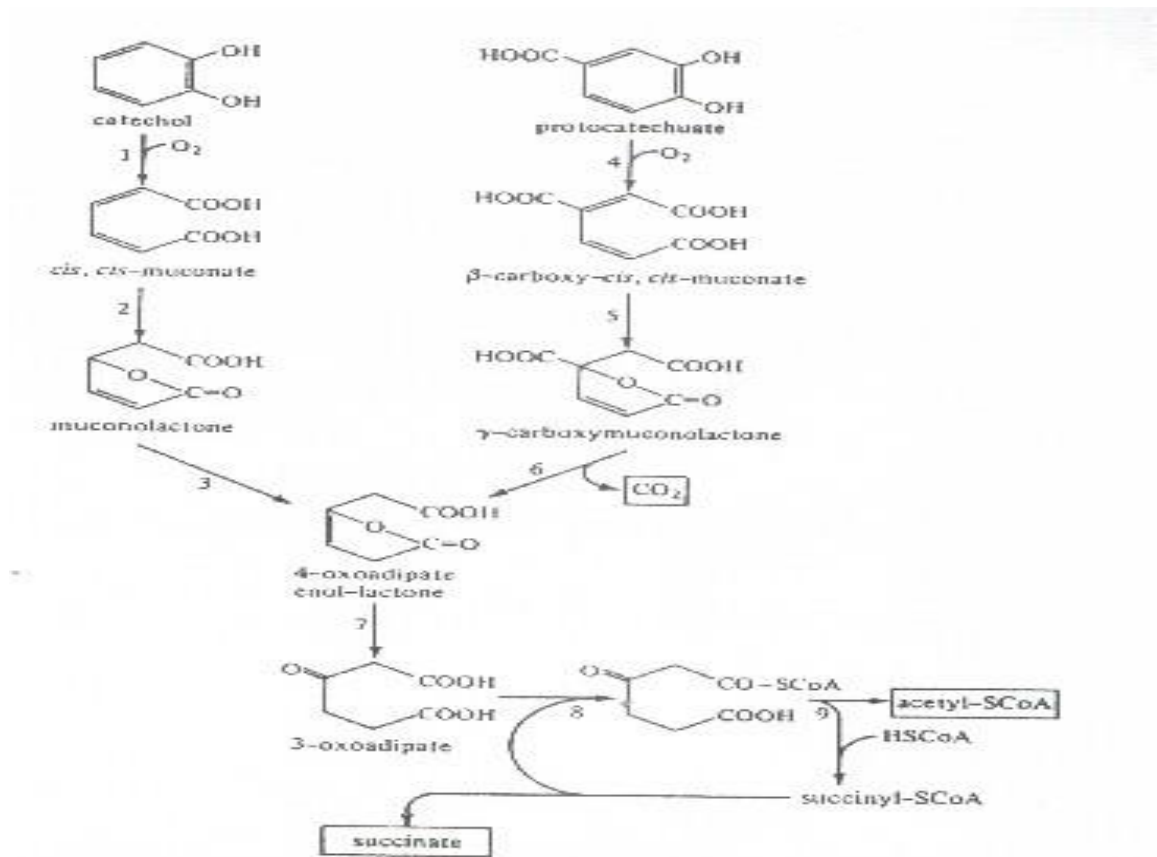 OH
OH
catechol
1
O₂
COOH
COOH
cis, cis-muconate
2
COOH
O
C=O
muconolactone
3
HOOC
OH
OH
protocatechuate
4
O₂
HOOC
COOH
COOH
β-carboxy-cis, cis-muconate
5
HOOC
COOH
O
C=O
γ-carboxymuconolactone
6
CO₂
COOH
O
C=O
4-oxoadipate
enol-lactone
7
O
COOH
COOH
3-oxoadipate
8
O
CO-SCoA
COOH
9
acetyl-SCoA
HSCoA
succinyl-SCoA
succinate